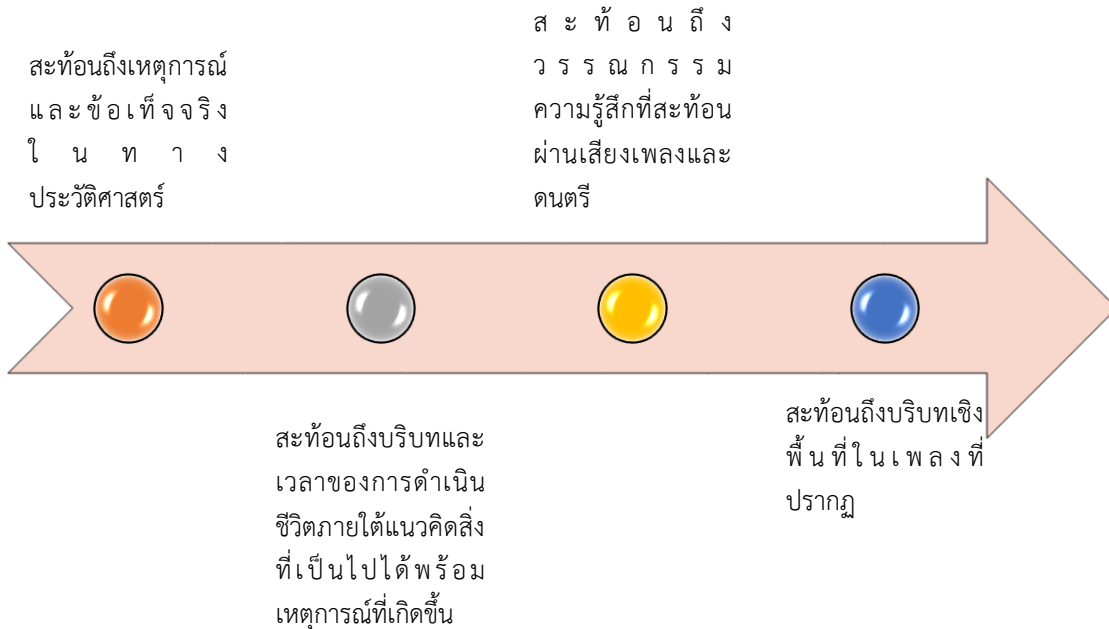 สะท้อนถึงเหตุการณ์
และข้อเท็จจริง
ในทาง
ประวัติศาสตร์
สะท้อนถึงบริบทและ
เวลาของการดำเนิน
ชีวิตภายใต้แนวคิดสิ่ง
ที่เป็นไปได้พร้อม
เหตุการณ์ที่เกิดขึ้น
สะท้อนถึง
วรรณกรรม
ความรู้สึกที่สะท้อน
ผ่านเสียงเพลงและ
ดนตรี
สะท้อนถึงบริบทเชิง
พื้นที่ในเพลงที่
ปรากฏ